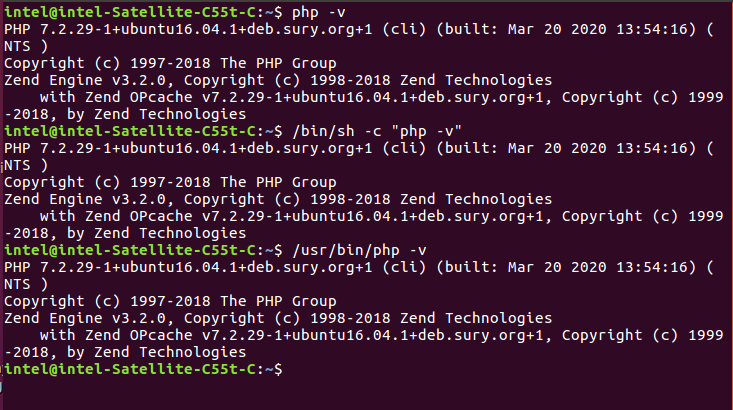 intel@intel-Satellite-C55t-C:~$ php -v
PHP 7.2.29-1+ubuntu16.04.1+deb.sury.org+1 (cli) (built: Mar 20 2020 13:54:16) (
NTS )
Copyright (c) 1997-2018 The PHP Group
Zend Engine v3.2.0, Copyright (c) 1998-2018 Zend Technologies
    with Zend OPcache v7.2.29-1+ubuntu16.04.1+deb.sury.org+1, Copyright (c) 1999
-2018, by Zend Technologies
intel@intel-Satellite-C55t-C:~$ /bin/sh -c "php -v"
PHP 7.2.29-1+ubuntu16.04.1+deb.sury.org+1 (cli) (built: Mar 20 2020 13:54:16) (
NTS )
Copyright (c) 1997-2018 The PHP Group
Zend Engine v3.2.0, Copyright (c) 1998-2018 Zend Technologies
    with Zend OPcache v7.2.29-1+ubuntu16.04.1+deb.sury.org+1, Copyright (c) 1999
-2018, by Zend Technologies
intel@intel-Satellite-C55t-C:~$ /usr/bin/php -v
PHP 7.2.29-1+ubuntu16.04.1+deb.sury.org+1 (cli) (built: Mar 20 2020 13:54:16) (
NTS )
Copyright (c) 1997-2018 The PHP Group
Zend Engine v3.2.0, Copyright (c) 1998-2018 Zend Technologies
    with Zend OPcache v7.2.29-1+ubuntu16.04.1+deb.sury.org+1, Copyright (c) 1999
-2018, by Zend Technologies
intel@intel-Satellite-C55t-C:~$